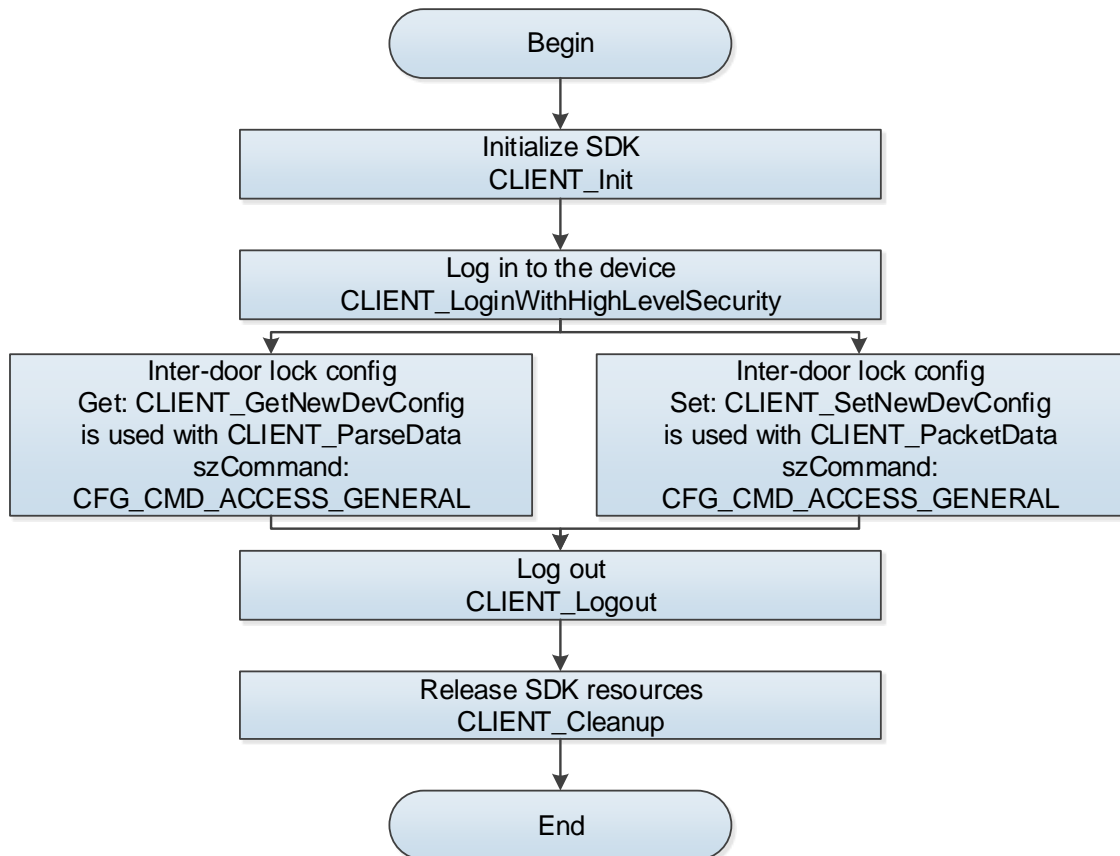 Begin
Initialize SDK
CLIENT_Init
Log in to the device
CLIENT_LoginWithHighLevelSecurity
Inter-door lock config
Get: CLIENT_GetNewDevConfig
is used with CLIENT_ParseData
szCommand:
CFG_CMD_ACCESS_GENERAL
Inter-door lock config
Set: CLIENT_SetNewDevConfig
is used with CLIENT_PacketData
szCommand:
CFG_CMD_ACCESS_GENERAL
Log out
CLIENT_Logout
Release SDK resources
CLIENT_Cleanup
End